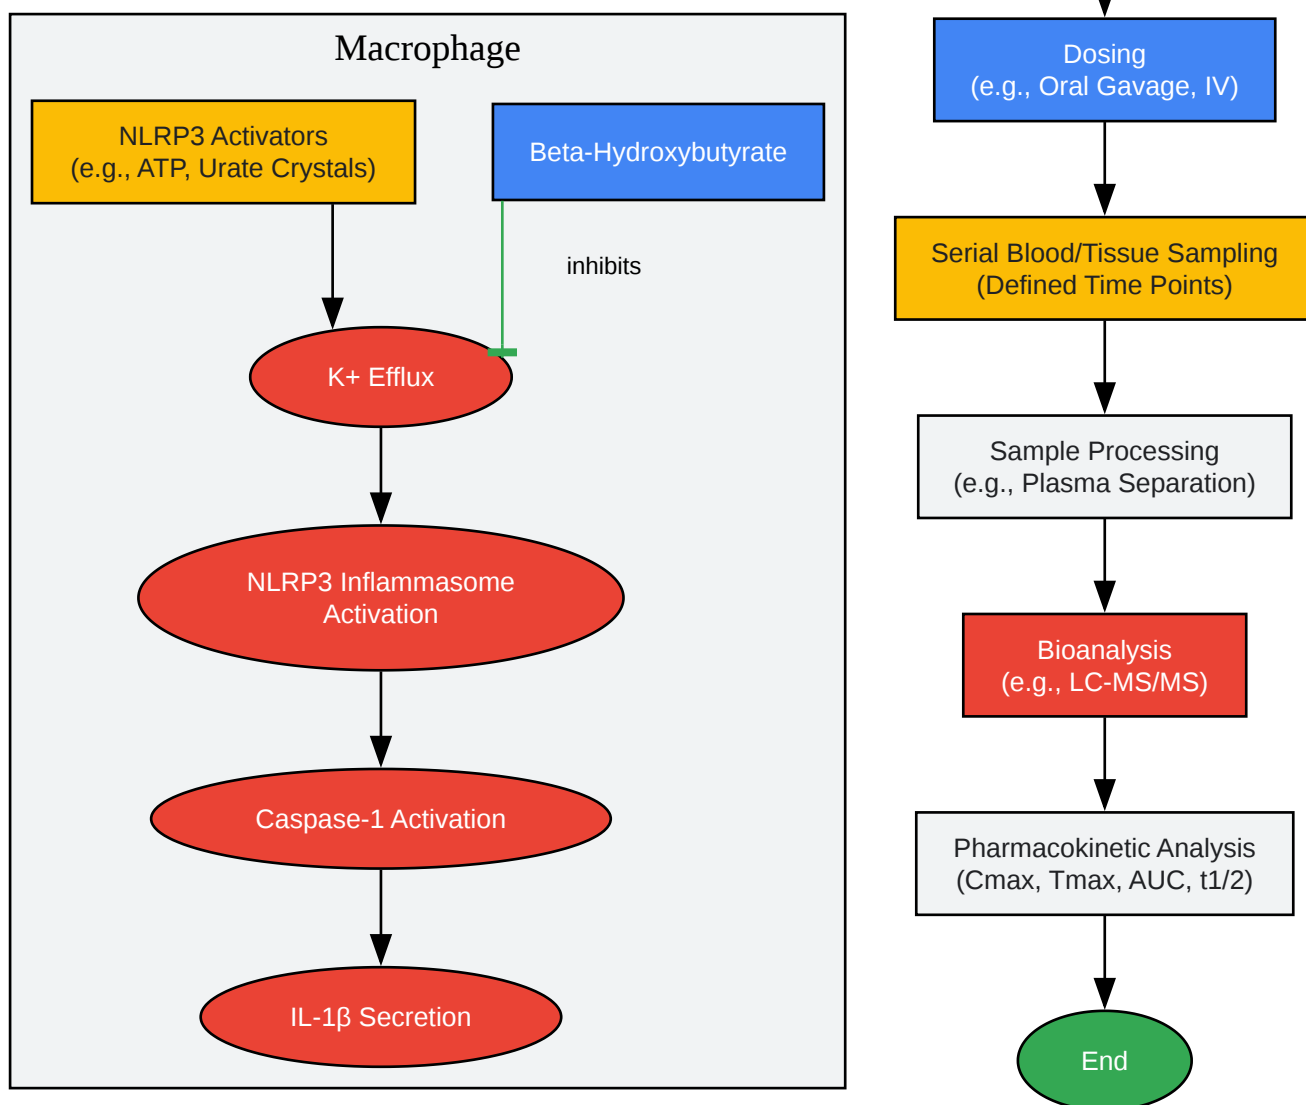 Macrophage
NLRP3 Activators
(e.g., ATP, Urate Crystals)
Beta-Hydroxybutyrate
inhibits
K+ Efflux
NLRP3 Inflammasome
Activation
Caspase-1 Activation
IL-1β Secretion
Dosing
(e.g., Oral Gavage, IV)
Serial Blood/Tissue Sampling
(Defined Time Points)
Sample Processing
(e.g., Plasma Separation)
Bioanalysis
(e.g., LC-MS/MS)
Pharmacokinetic Analysis
(Cmax, Tmax, AUC, t1/2)
End